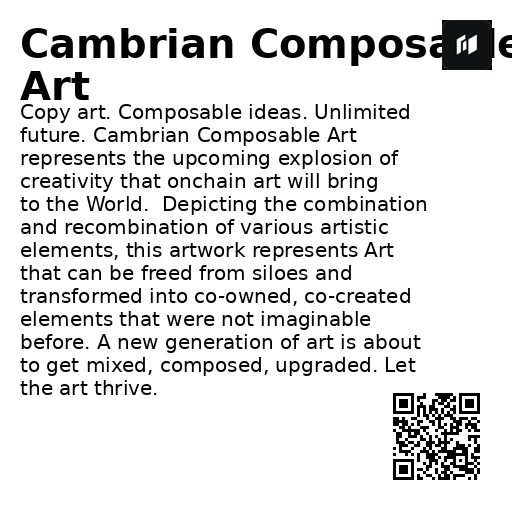 Cambrian Composable
Art
Copy art. Composable ideas. Unlimited
future. Cambrian Composable Art
represents the upcoming explosion of
creativity that onchain art will bring
to the World.  Depicting the combination
and recombination of various artistic
elements, this artwork represents Art
that can be freed from siloes and
transformed into co-owned, co-created
elements that were not imaginable
before. A new generation of art is about
to get mixed, composed, upgraded. Let
the art thrive.